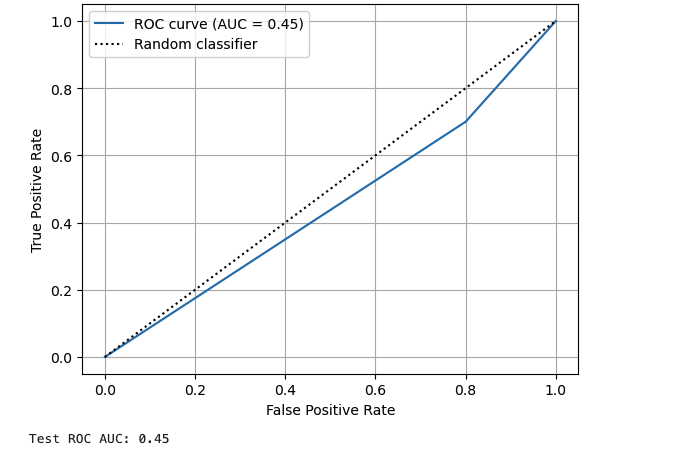 ROC curve (AUC = 0.45)
Random classifier
1.0
0.8
0.6
0.4
0.2
0.0
True Positive Rate
0.0 0.2 0.4 0.6 0.8 1.0
False Positive Rate
Test ROC AUC: 0.45